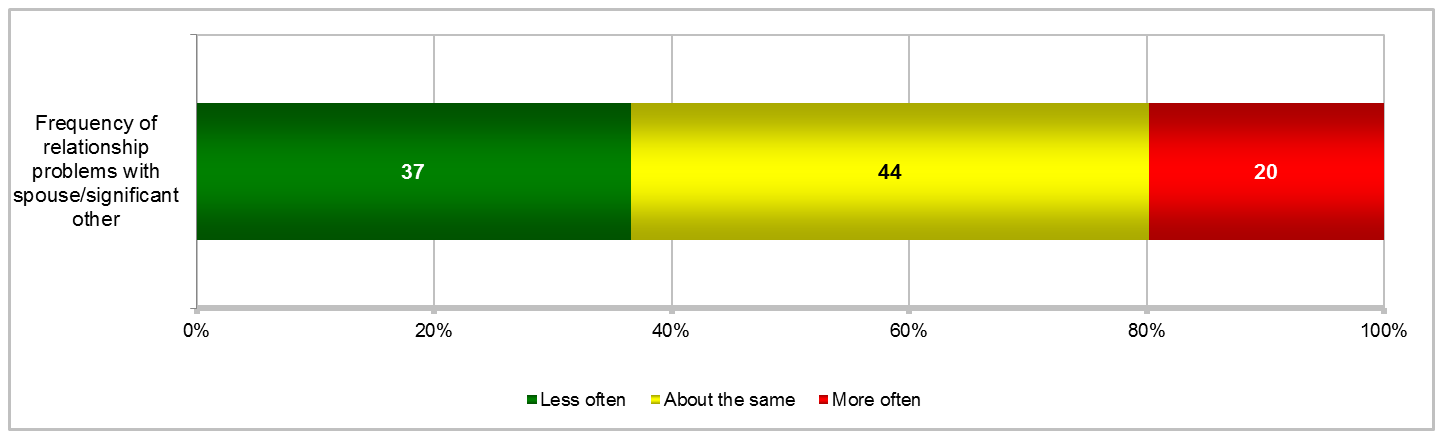 Frequency of
relationship
problems with
spouse/significant
other
37
44
20
0%
20%
40%
60%
80%
100%
Less often
About the same
More often